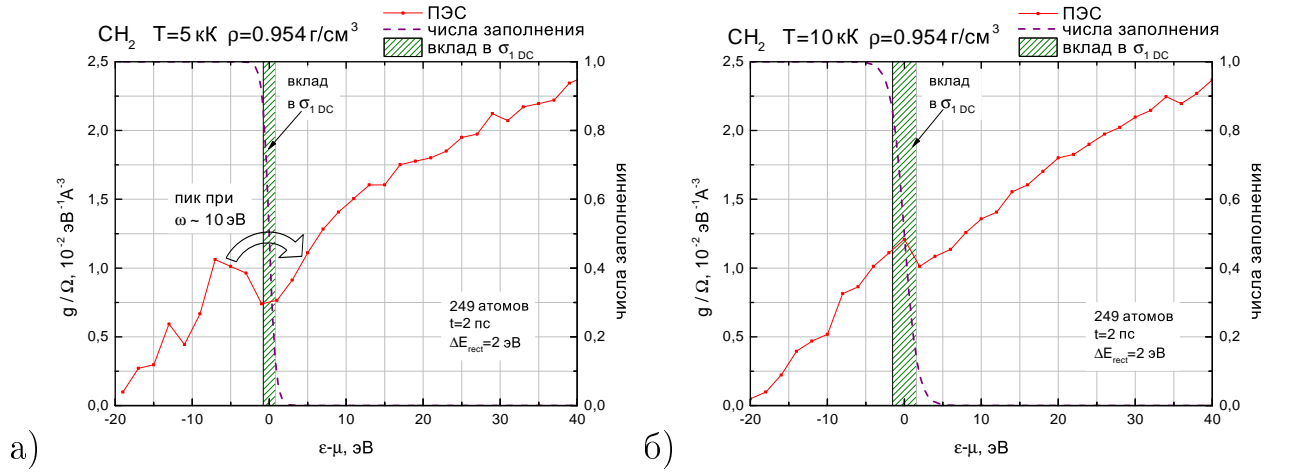 CH2 T=5 кК ρ=0.954 г/см3
ПЭС
числа заполнения
вклад в σ1 DC
2,5
2,0
1,5
1,0
0,5
0,0
g / Ω, 10-2 эВ-1А-3
1,0
0,8
0,6
0,4
0,2
0,0
числа заполнения
вклад
в σ1 DC
пик при
ω ~ 10 эВ
249 атомов
t=2 пс
ΔErect=2 эВ
-20 -10 0 10 20 30 40
ε-μ, эВ
а)
CH2 T=10 кК ρ=0.954 г/см3
ПЭС
числа заполнения
вклад в σ1 DC
2,5
2,0
1,5
1,0
0,5
0,0
g / Ω, 10-2 эВ-1А-3
1,0
0,8
0,6
0,4
0,2
0,0
числа заполнения
вклад
в σ1 DC
249 атомов
t=2 пс
ΔErect=2 эВ
-20 -10 0 10 20 30 40
ε-μ, эВ
б)